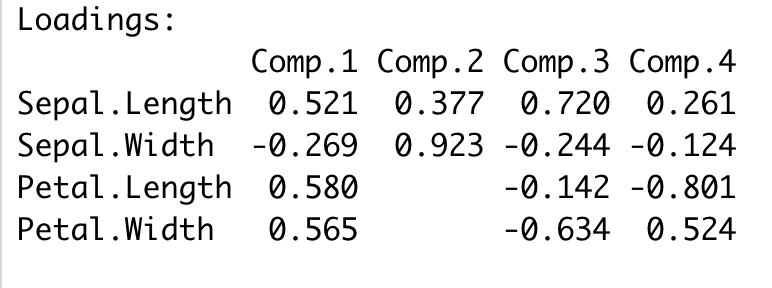 Loadings:
             Comp.1 Comp.2 Comp.3 Comp.4
Sepal.Length  0.521  0.377  0.720  0.261
Sepal.Width  -0.269  0.923 -0.244 -0.124
Petal.Length  0.580        -0.142 -0.801
Petal.Width   0.565        -0.634  0.524